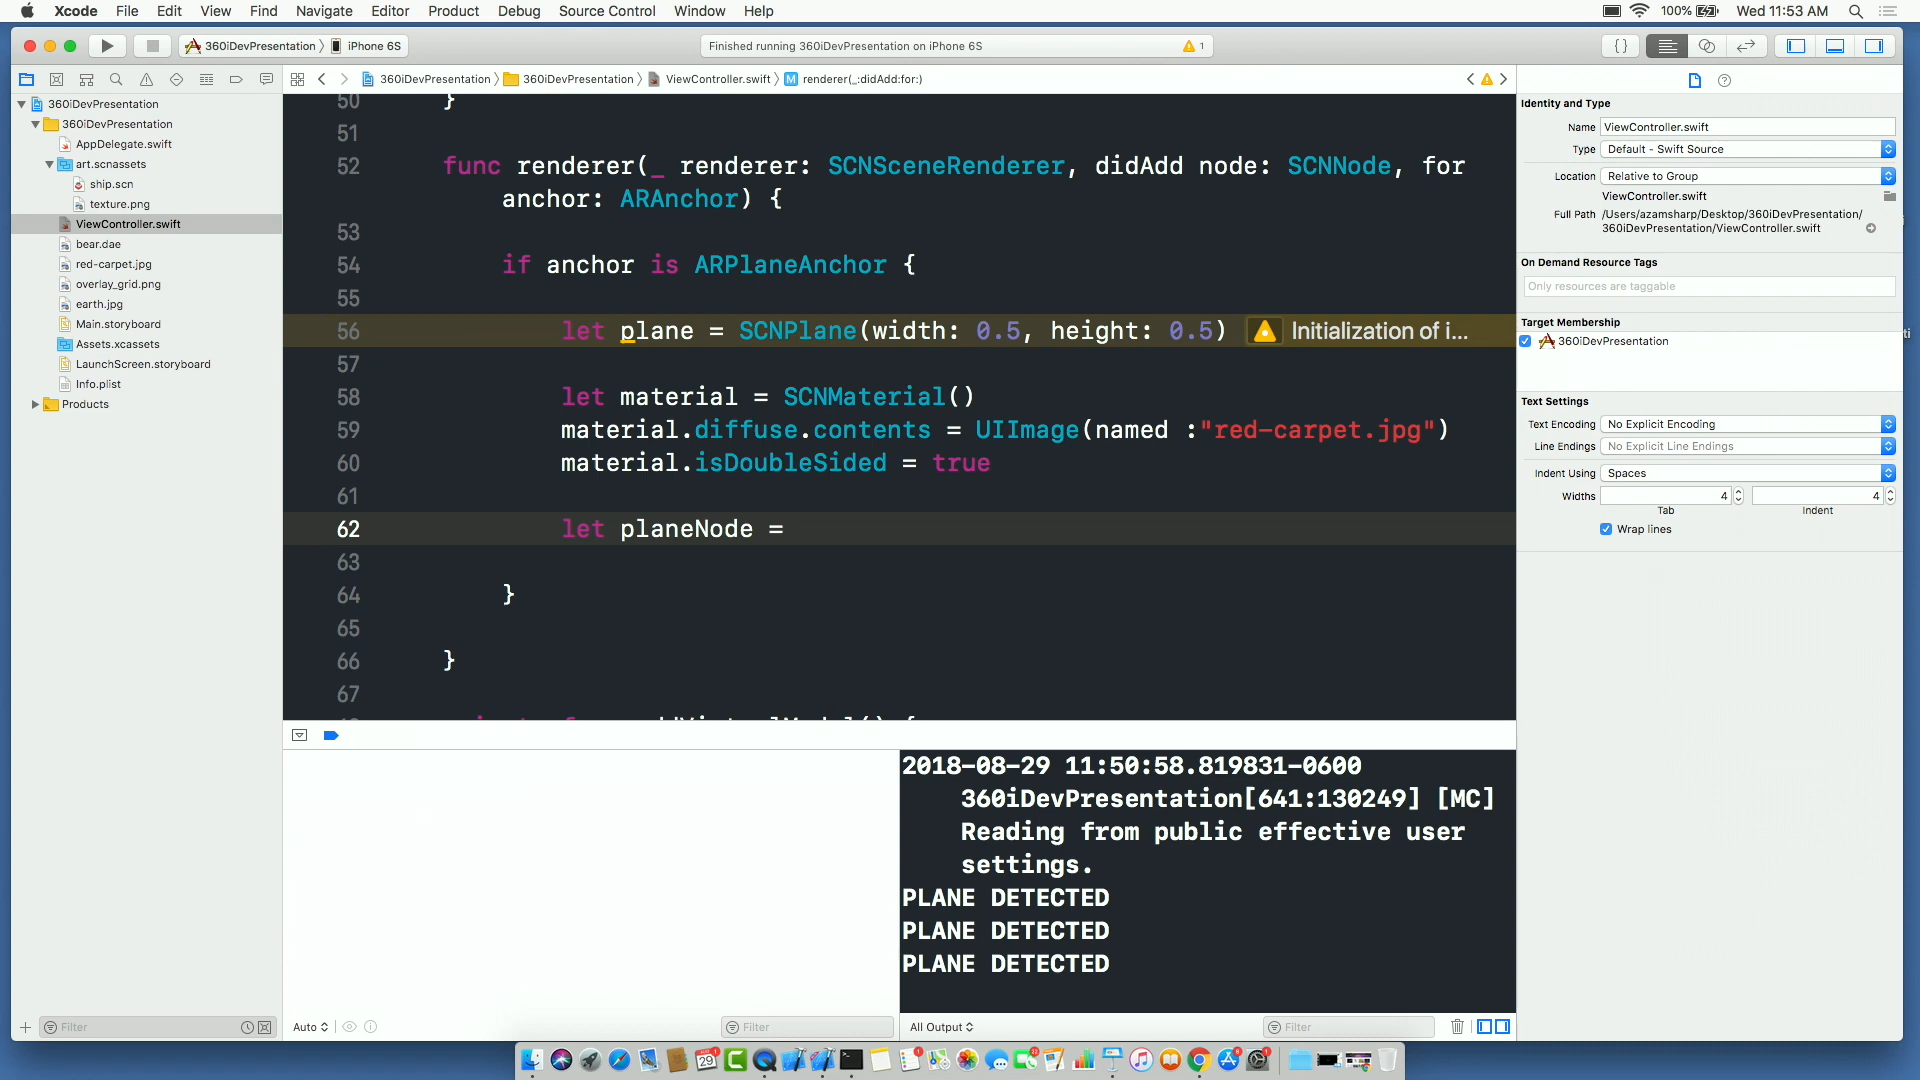 Xcode File Edit View Find Navigate Editor Product Debug Source Control Window Help
100% Wed 11:53 AM
360iDevPresentation iPhone 6S
Finished running 360iDevPresentation on iPhone 6S
1
360iDevPresentation 360iDevPresentation ViewController.swift M renderer(_:didAdd:for:)
360iDevPresentation
360iDevPresentation
AppDelegate.swift
art.scnassets
ship.scn
texture.png
ViewController.swift
bear.dae
red-carpet.jpg
overlay_grid.png
earth.jpg
Main.storyboard
Assets.xcassets
LaunchScreen.storyboard
Info.plist
Products
Filter
50 }
51
52 func renderer(_ renderer: SCNSceneRenderer, didAdd node: SCNNode, for
anchor: ARAnchor) {
53
54 if anchor is ARPlaneAnchor {
55
56 let plane = SCNPlane(width: 0.5, height: 0.5) Initialization of i...
57
58 let material = SCNMaterial()
59 material.diffuse.contents = UIImage(named :"red-carpet.jpg")
60 material.isDoubleSided = true
61
62 let planeNode =
63
64 }
65
66 }
67
Auto
Filter
2018-08-29 11:50:58.819831-0600
360iDevPresentation[641:130249] [MC]
Reading from public effective user
settings.
PLANE DETECTED
PLANE DETECTED
PLANE DETECTED
All Output
Filter
Identity and Type
Name ViewController.swift
Type Default - Swift Source
Location Relative to Group
ViewController.swift
Full Path /Users/azamsharp/Desktop/360iDevPresentation/
360iDevPresentation/ViewController.swift
On Demand Resource Tags
Only resources are taggable
Target Membership
360iDevPresentation
Text Settings
Text Encoding No Explicit Encoding
Line Endings No Explicit Line Endings
Indent Using Spaces
Widths 4 4
Tab Indent
Wrap lines